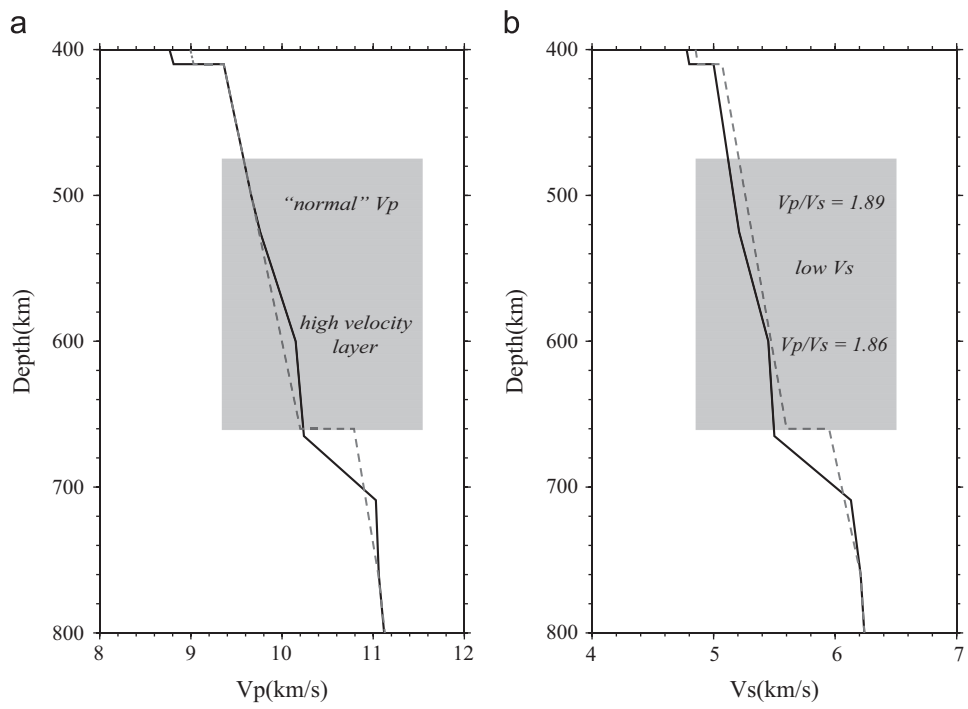 a
400
500
600
700
800
Depth(km)
"normal" Vp
high velocity
layer
8
9
10
11
12
Vp(km/s)
b
400
500
600
700
800
Depth(km)
Vp/Vs = 1.89
low Vs
Vp/Vs = 1.86
4
5
6
7
Vs(km/s)